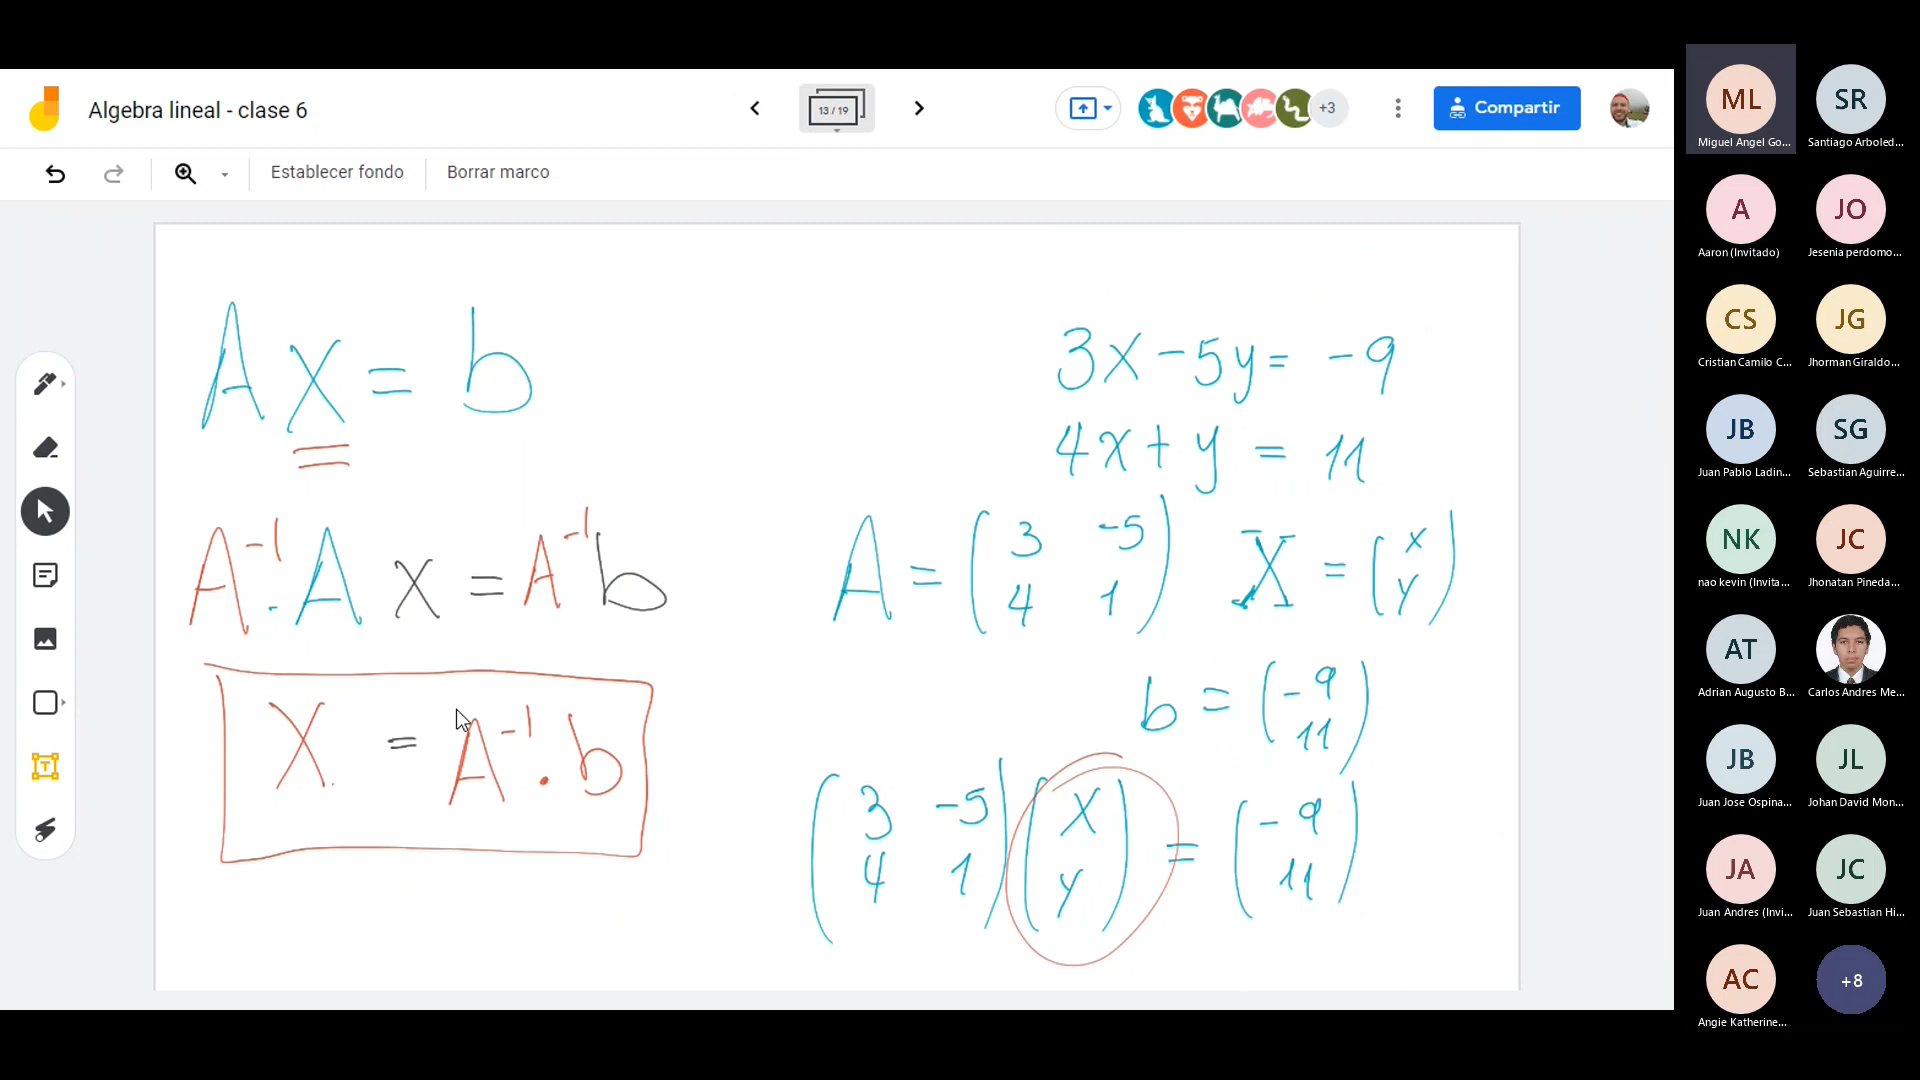 Algebra lineal - clase 6
13 / 19
+3
Compartir
Establecer fondo
Borrar marco
A x = b
A⁻¹ · A x = A⁻¹ b
X = A⁻¹ · b
3x - 5y = -9
4x + y = 11
A = ( 3 -5
4 1 )
X = ( x
y )
b = ( -9
11 )
( 3 -5
4 1 ) ( x
y ) = ( -9
11 )
ML
Miguel Angel Go...
SR
Santiago Arboled...
A
Aaron (Invitado)
JO
Jesenia perdomo...
CS
Cristian Camilo C...
JG
Jhorman Giraldo...
JB
Juan Pablo Ladin...
SG
Sebastian Aguirre...
NK
nao kevin (Invita...
JC
Jhonatan Pineda...
AT
Adrian Augusto B...
Carlos Andres Me...
JB
Juan Jose Ospina...
JL
Johan David Mon...
JA
Juan Andres (Invi...
JC
Juan Sebastian Hi...
AC
Angie Katherine...
+8